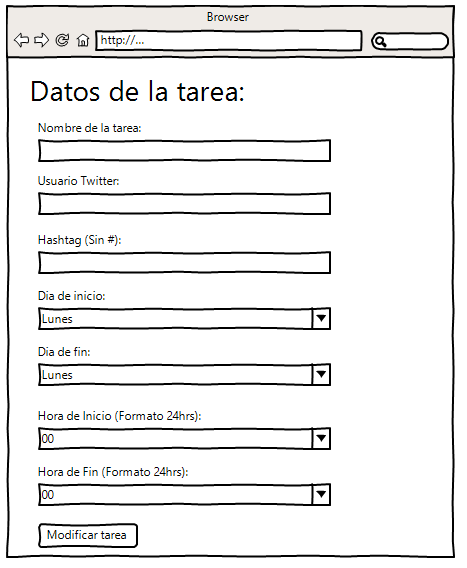 Browser
http://...
Datos de la tarea:
Nombre de la tarea:
Usuario Twitter:
Hashtag (Sin #):
Dia de inicio:
Lunes
Dia de fin:
Lunes
Hora de Inicio (Formato 24hrs):
00
Hora de Fin (Formato 24hrs):
00
Modificar tarea